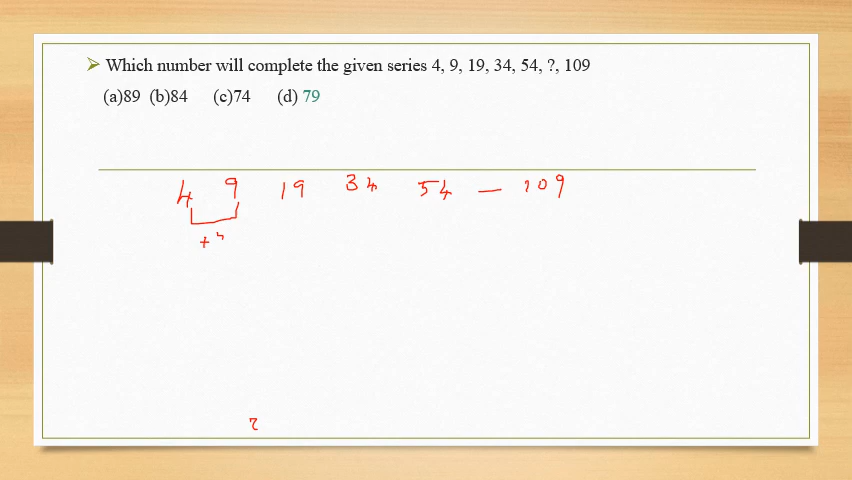 Which number will complete the given series 4, 9, 19, 34, 54, ?, 109
(a)89 (b)84 (c)74 (d) 79
4 9 19 34 54 — 109
+